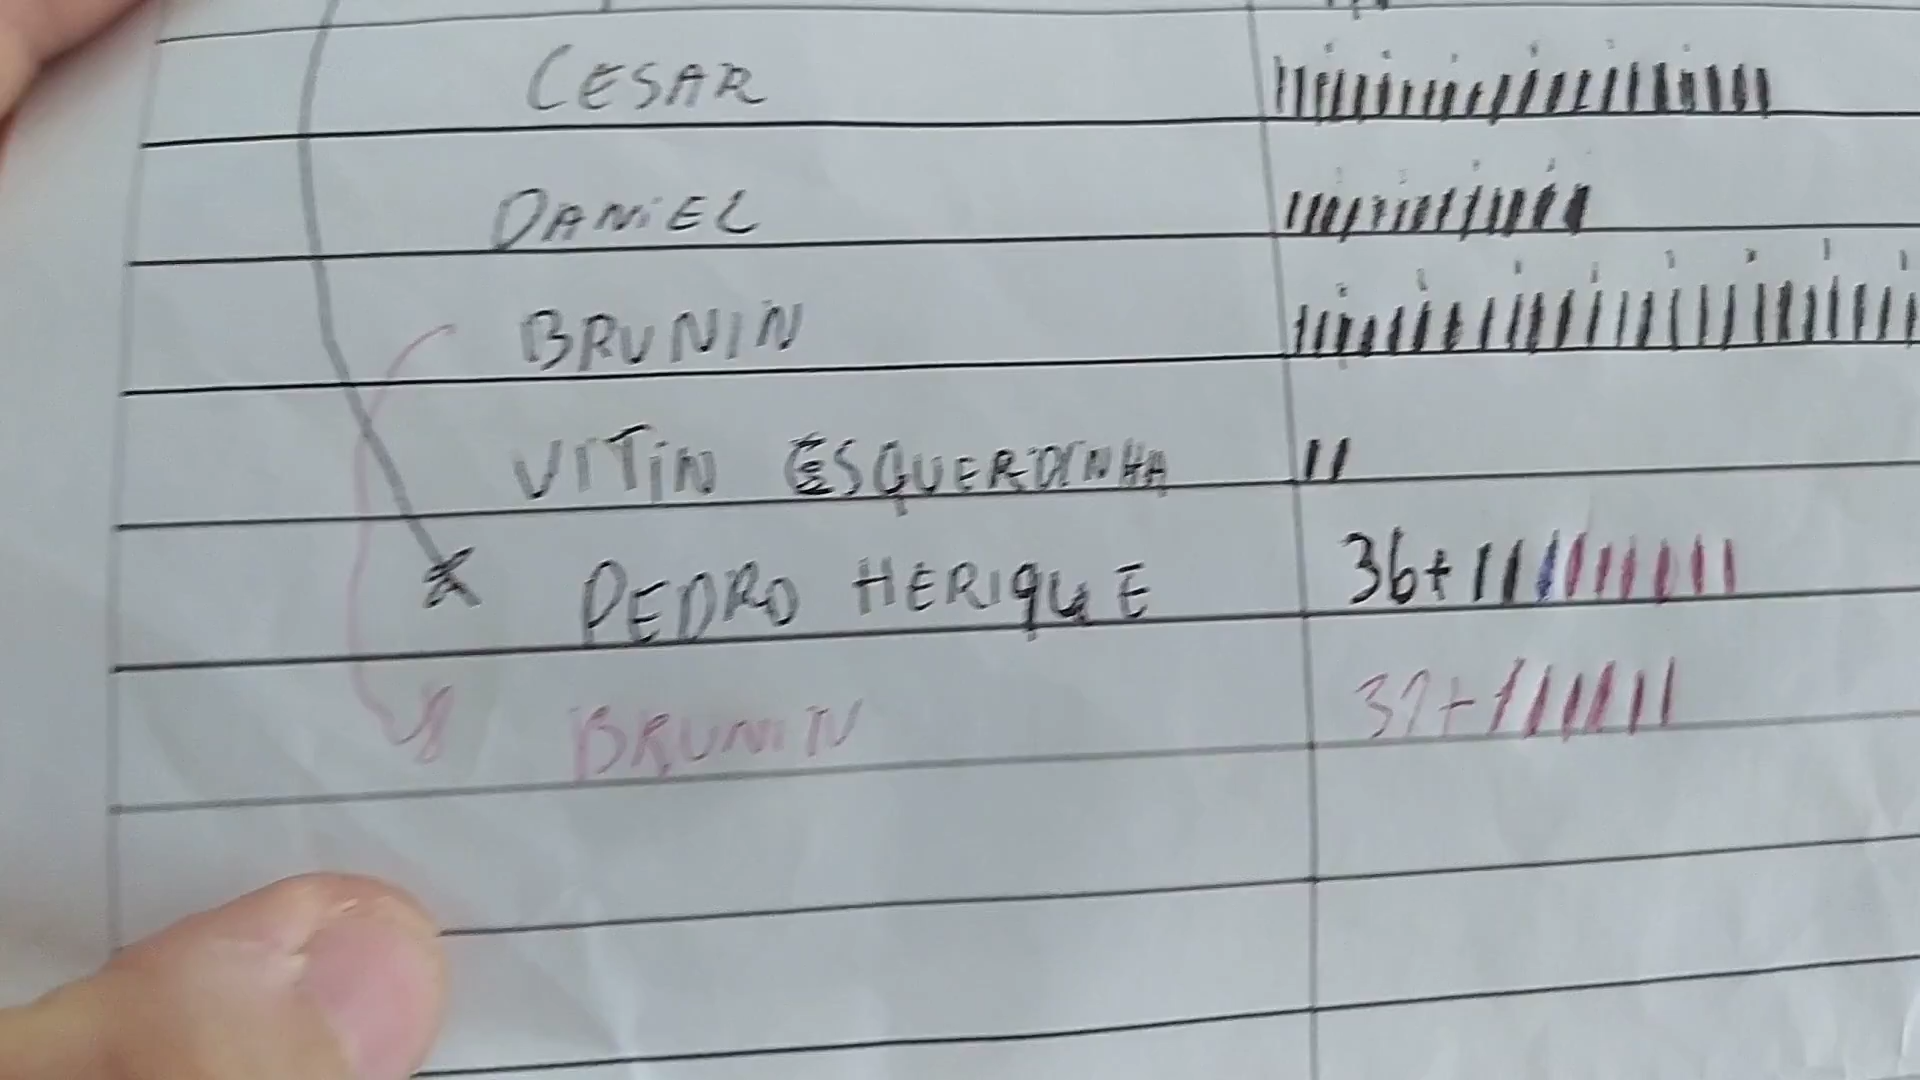 CESAR
DANiEL
BRUNIN
VITiN ESQUERDINHA
PEDRO HERIQUE 36+
BRUNIN 37+